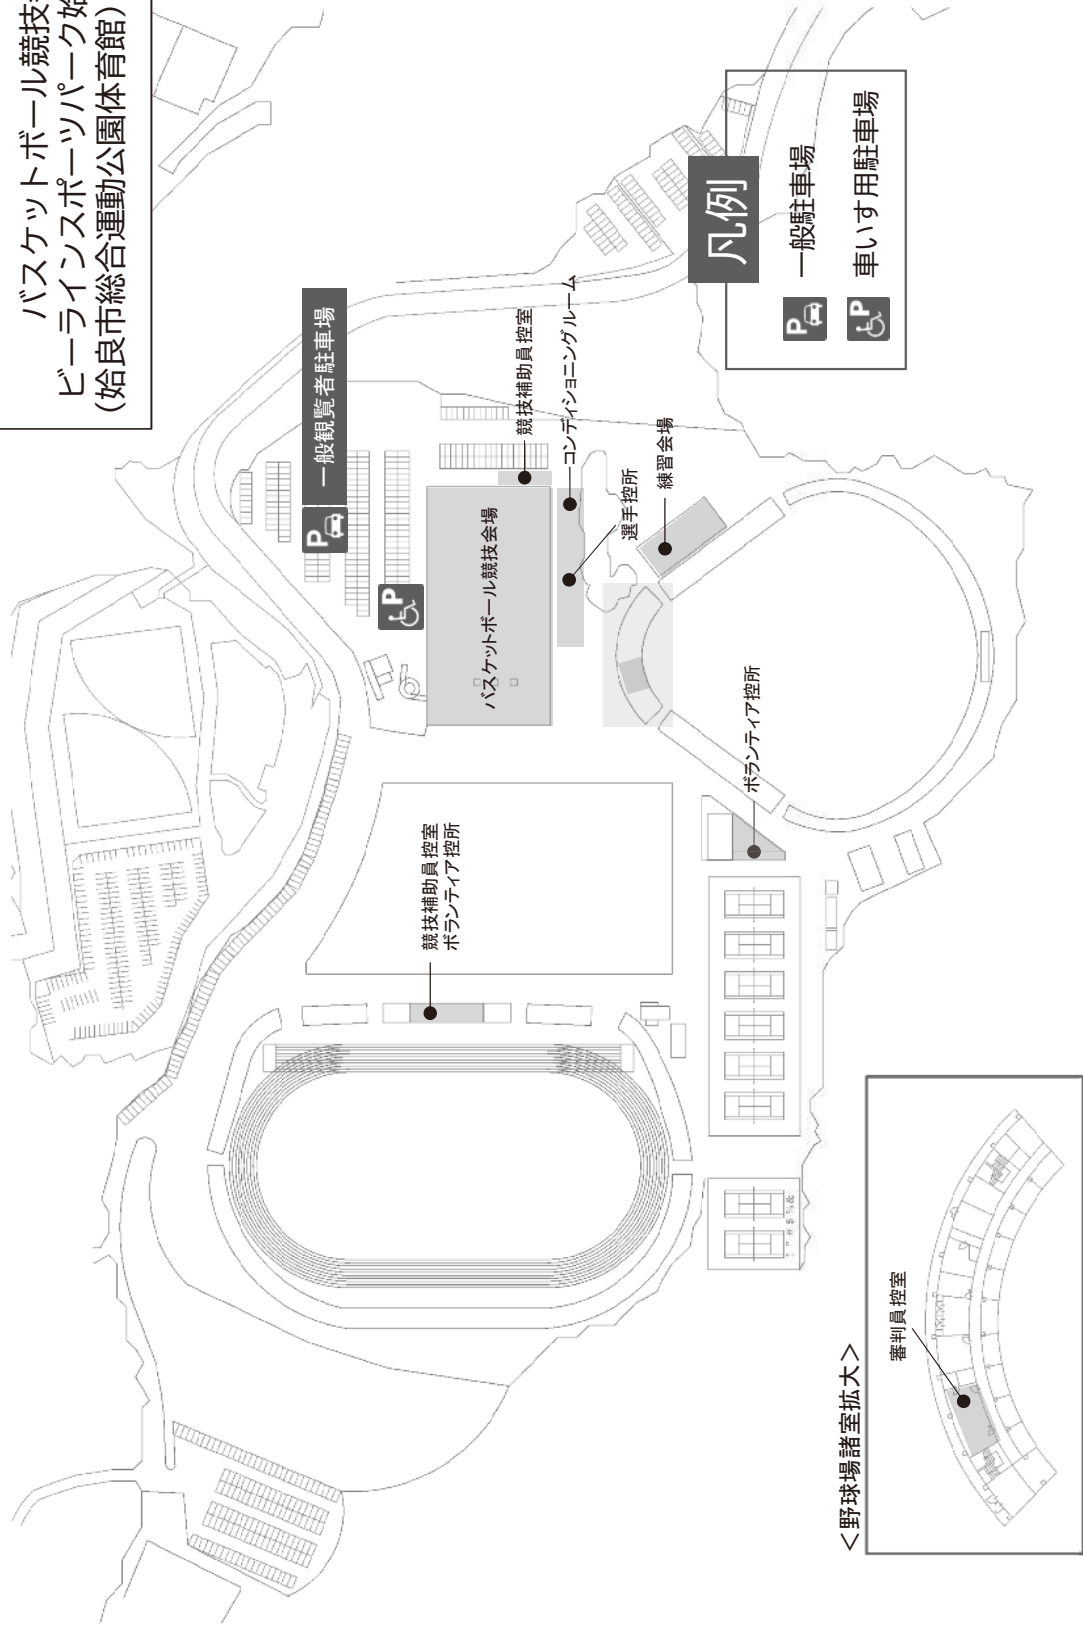 バスケットボール競技
ビーラインスポーツパーク姶
(姶良市総合運動公園体育館)
一般観覧者駐車場
P
P
競技補助員控室
コンディショニングルーム
選手控所
練習会場
バスケットボール競技会場
ボランティア控所
競技補助員控室
ボランティア控所
凡例
P
一般駐車場
P
車いす用駐車場
<野球場諸室拡大>
審判員控室